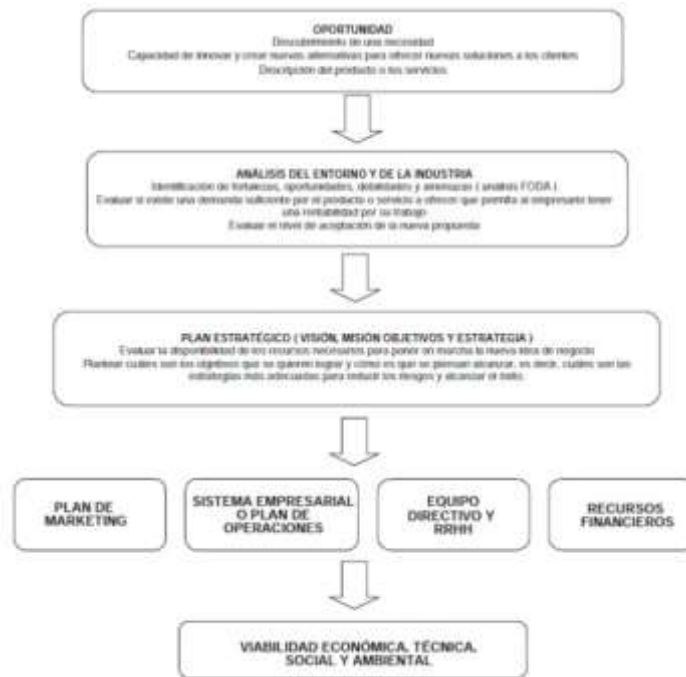 OPORTUNIDAD
Descubrimiento de una necesidad
Capacidad de innovar y crear nuevas alternativas para ofrecer nuevas soluciones a los clientes
Descripción del producto o los servicios
ANÁLISIS DEL ENTORNO Y DE LA INDUSTRIA
Identificación de fortalezas, oportunidades, debilidades y amenazas ( análisis FODA ).
Evaluar si existe una demanda suficiente por el producto o servicio a ofrecer que permita al empresario tener
una rentabilidad por su trabajo
Evaluar el nivel de aceptación de la nueva propuesta
PLAN ESTRATÉGICO ( VISIÓN, MISIÓN OBJETIVOS Y ESTRATEGIA )
Evaluar la disponibilidad de los recursos necesarios para poner en marcha la nueva idea de negocio
Plantear cuáles son los objetivos que se quieren lograr y cómo es que se piensan alcanzar, es decir, cuáles son las
estrategias más adecuadas para reducir los riesgos y alcanzar el éxito.
PLAN DE
MARKETING
SISTEMA EMPRESARIAL
O PLAN DE
OPERACIONES
EQUIPO
DIRECTIVO Y
RRHH
RECURSOS
FINANCIEROS
VIABILIDAD ECONÓMICA, TÉCNICA,
SOCIAL Y AMBIENTAL